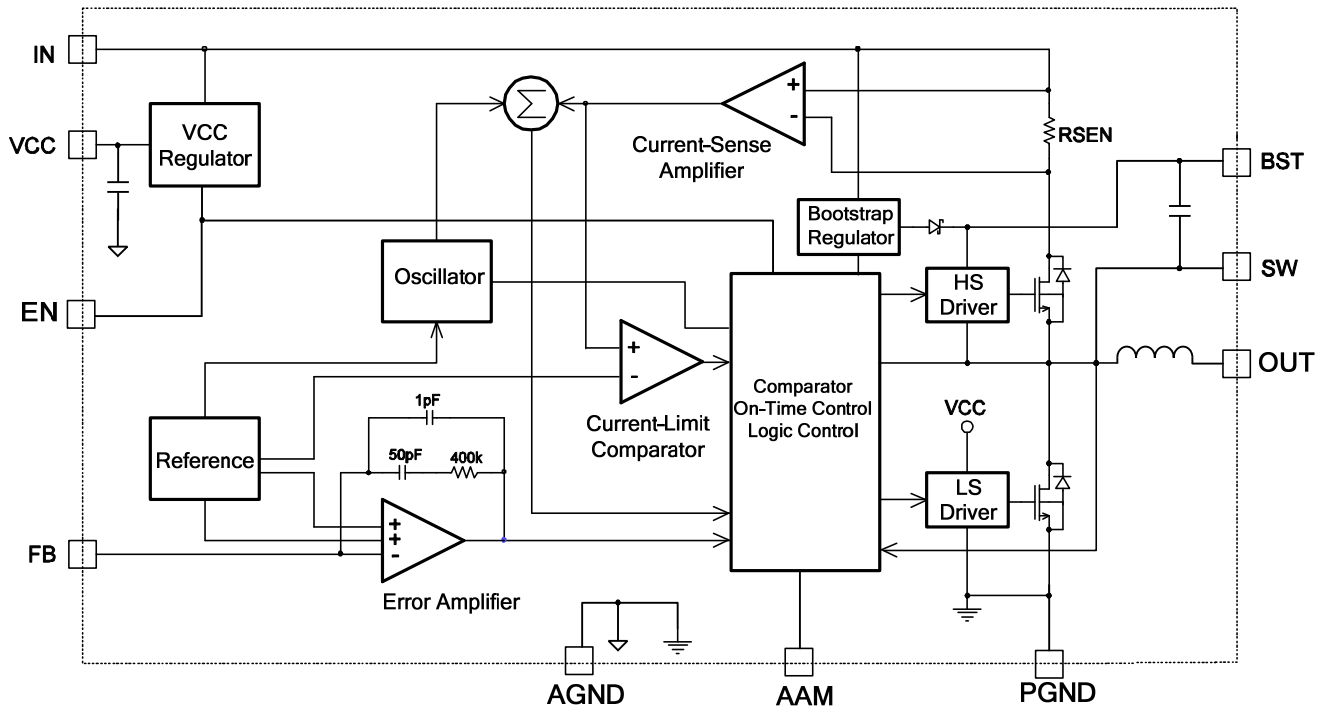 IN
VCC
Regulator
VCC
Σ
+
-
Current-Sense
Amplifier
RSEN
BST
Bootstrap
Regulator
SW
Oscillator
HS
Driver
EN
+
-
OUT
Comparator
On-Time Control
Logic Control
Current-Limit
Comparator
1pF
50pF
400k
VCC
Reference
LS
Driver
FB
+
+
-
Error Amplifier
AGND
AAM
PGND